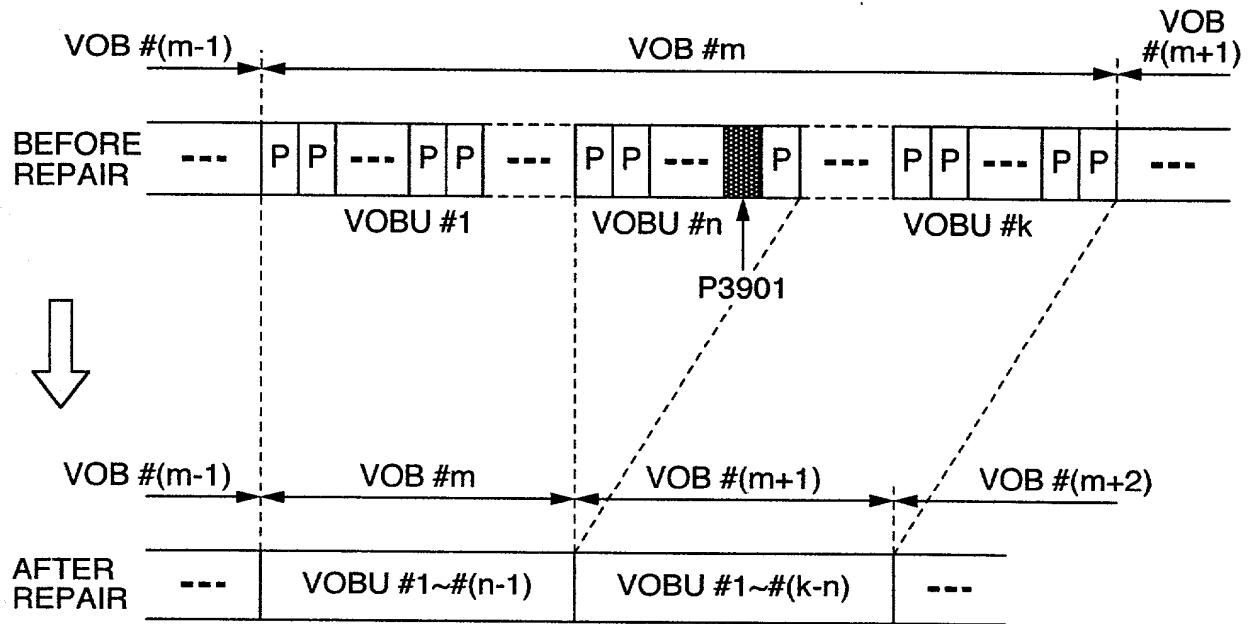 VOB #(m-1)
VOB #m
VOB
#(m+1)
BEFORE
REPAIR
--- P P --- P P --- P P --- P --- P P --- P P ---
VOBU #1
VOBU #n
VOBU #k
P3901
VOB #(m-1)
VOB #m
VOB #(m+1)
VOB #(m+2)
AFTER
REPAIR
--- VOBU #1~#(n-1) VOBU #1~#(k-n) ---